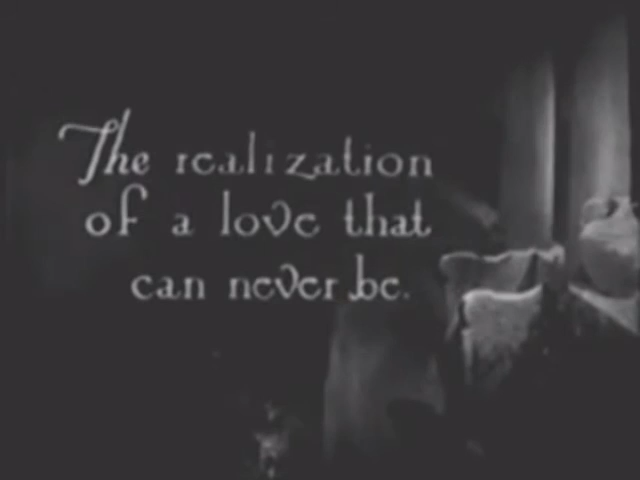 The realization
of a love that
can never be.